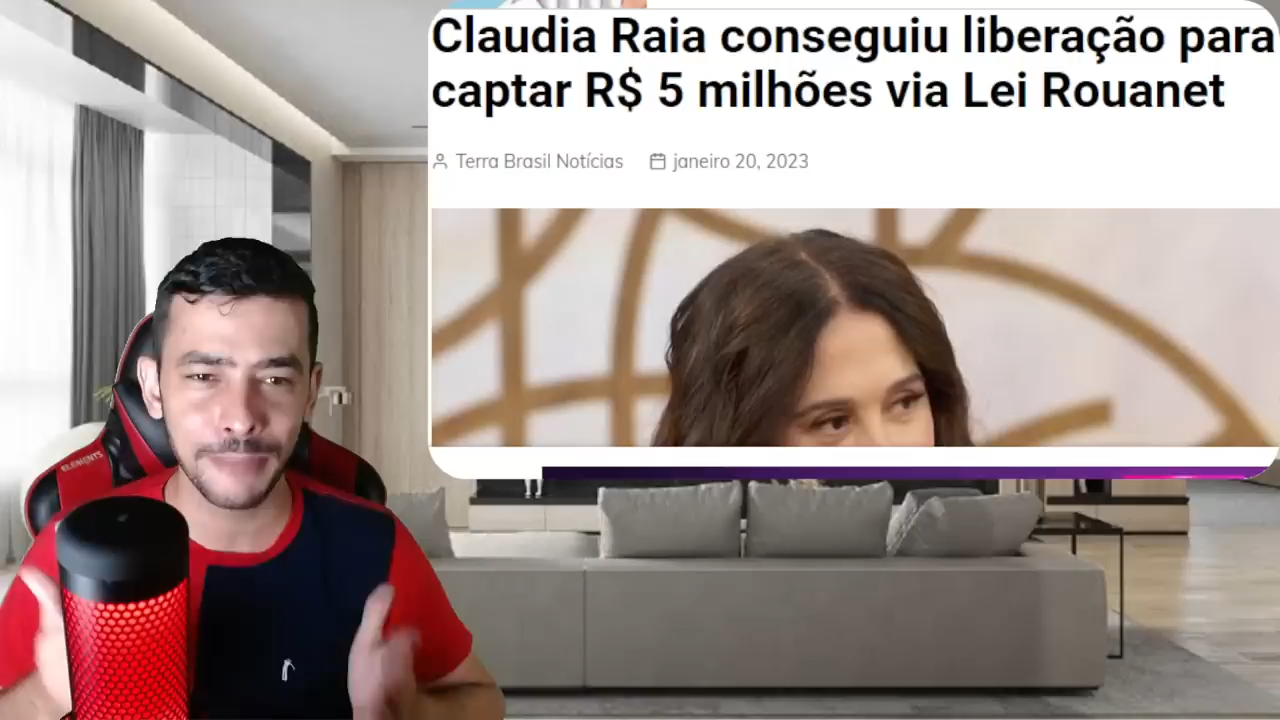 Claudia Raia conseguiu liberação para
captar R$ 5 milhões via Lei Rouanet
Terra Brasil Notícias janeiro 20, 2023
ELEMENTS